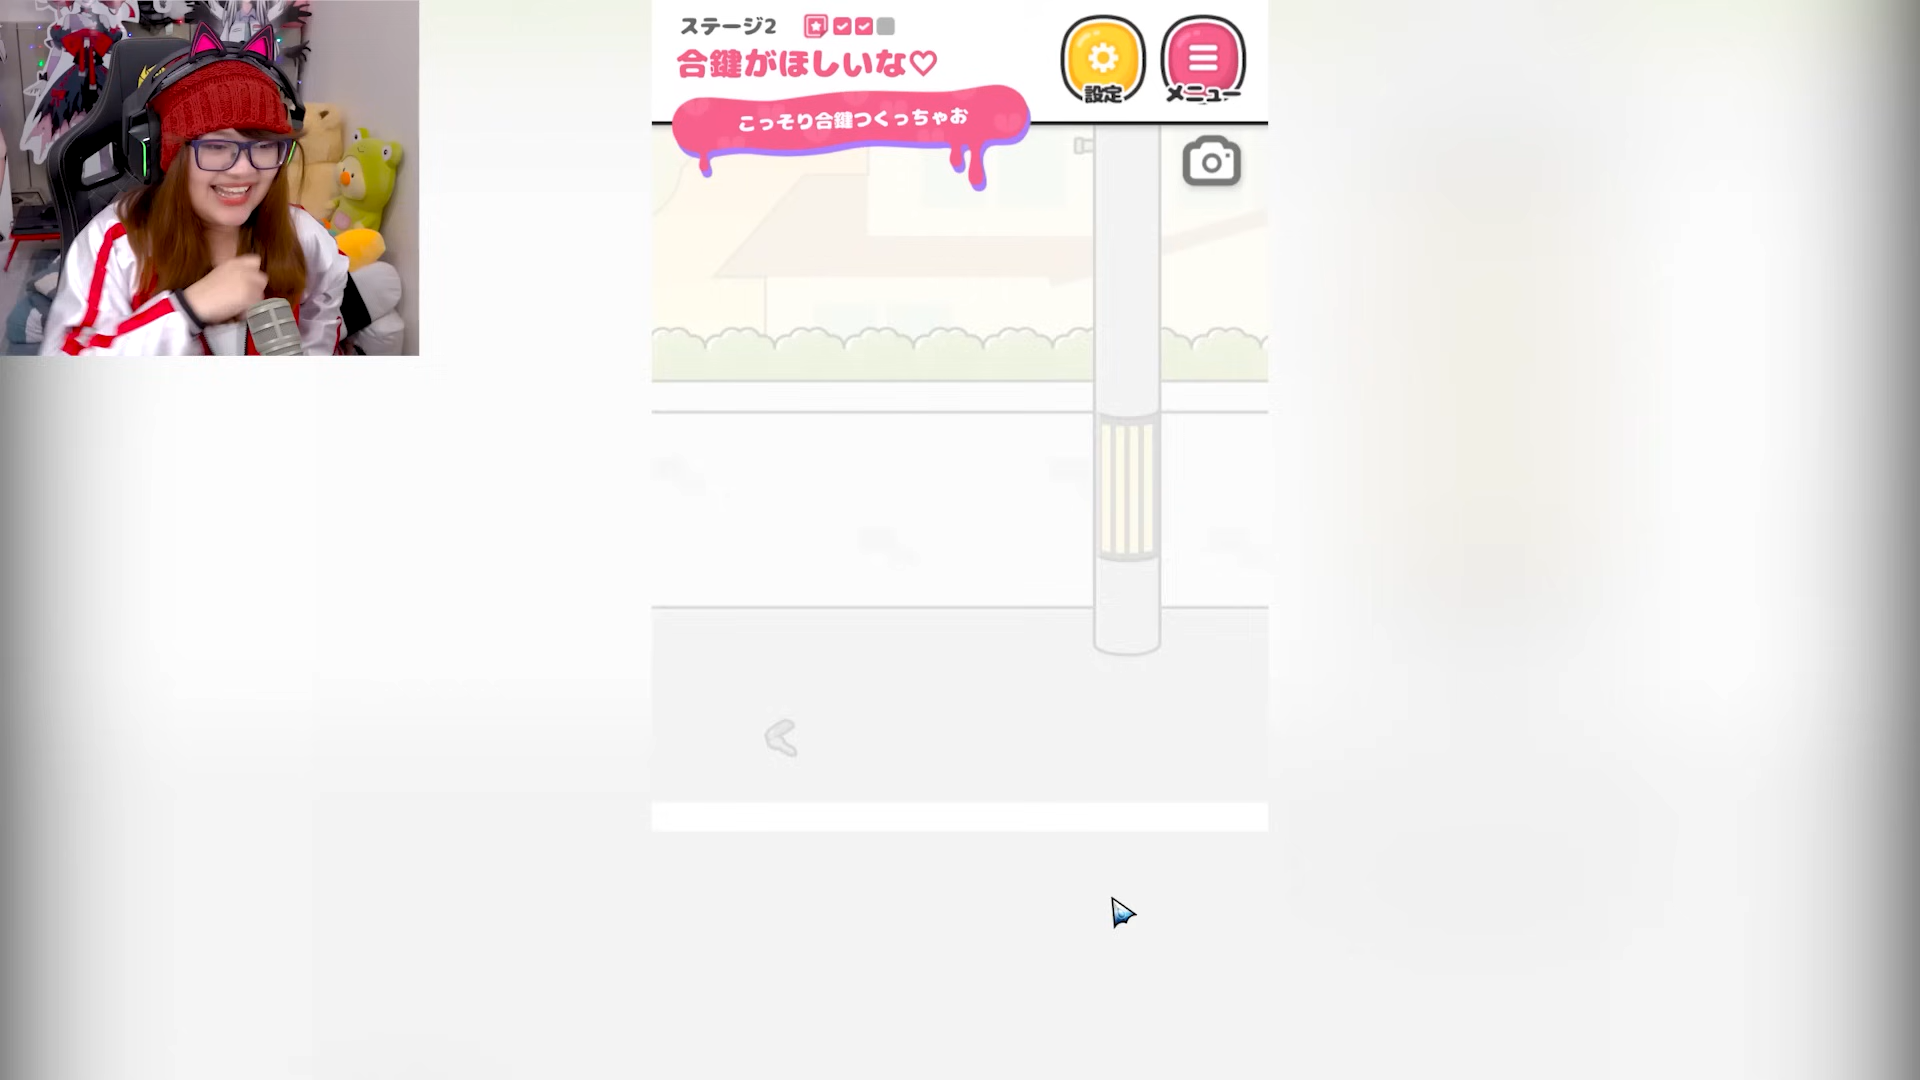 ステージ2
合鍵がほしいな♡
こっそり合鍵つくっちゃお
設定
メニュー